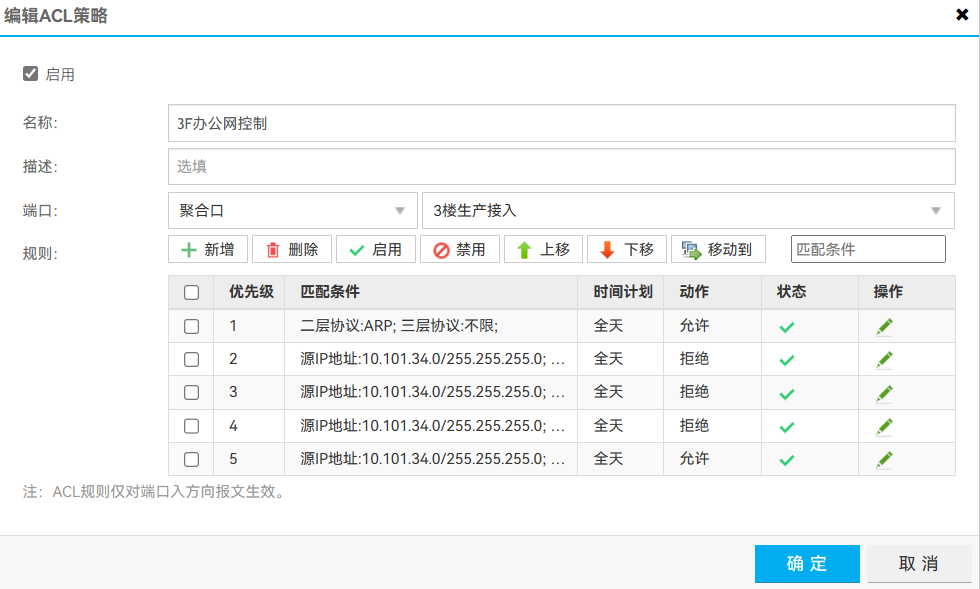 编辑ACL策略
启用
名称: 3F办公网控制
描述: 选填
端口: 聚合口 3楼生产接入
规则: 新增 删除 启用 禁用 上移 下移 移动到 匹配条件
优先级 匹配条件 时间计划 动作 状态 操作
1 二层协议:ARP; 三层协议:不限; 全天 允许
2 源IP地址:10.101.34.0/255.255.255.0; ... 全天 拒绝
3 源IP地址:10.101.34.0/255.255.255.0; ... 全天 拒绝
4 源IP地址:10.101.34.0/255.255.255.0; ... 全天 拒绝
5 源IP地址:10.101.34.0/255.255.255.0; ... 全天 允许
注: ACL规则仅对端口入方向报文生效。
确定 取消